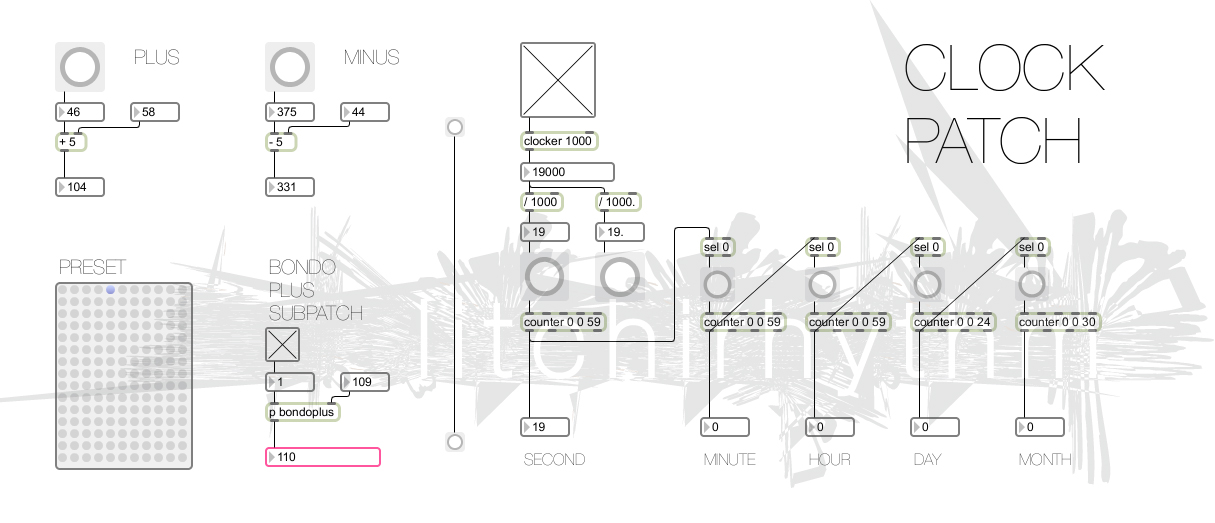 PLUS
46
58
+ 5
104
MINUS
375
44
- 5
331
PRESET
BONDO
PLUS
SUBPATCH
1
109
p bondoplus
110
CLOCK
PATCH
clocker 1000
19000
/ 1000
/ 1000.
19
19.
counter 0 0 59
19
SECOND
sel 0
counter 0 0 59
0
MINUTE
sel 0
counter 0 0 59
0
HOUR
sel 0
counter 0 0 24
0
DAY
sel 0
counter 0 0 30
0
MONTH